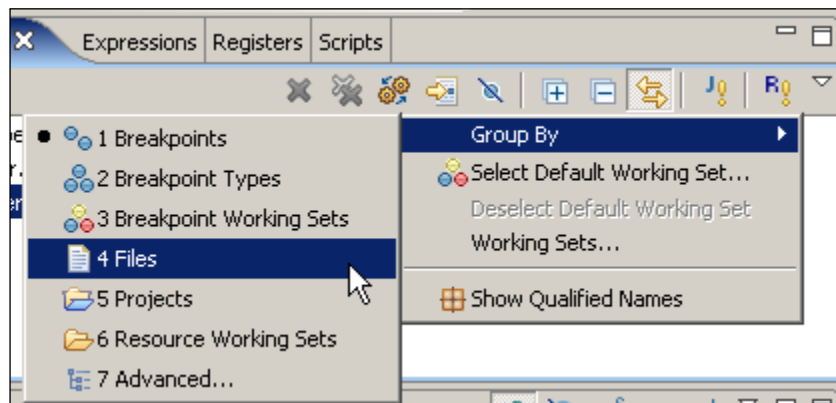 Expressions Registers Scripts
J
R
1 Breakpoints
2 Breakpoint Types
3 Breakpoint Working Sets
4 Files
5 Projects
6 Resource Working Sets
7 Advanced...
Group By
Select Default Working Set...
Deselect Default Working Set
Working Sets...
Show Qualified Names